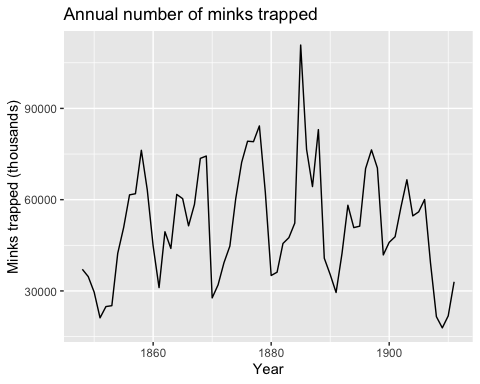 Annual number of minks trapped
Minks trapped (thousands)
90000
60000
30000
1860
1880
1900
Year